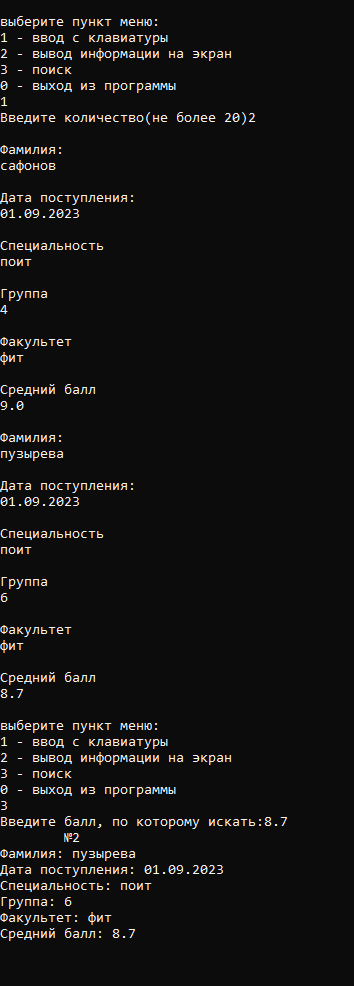 выберите пункт меню:
1 - ввод с клавиатуры
2 - вывод информации на экран
3 - поиск
0 - выход из программы
1
Введите количество(не более 20)2
Фамилия:
сафонов
Дата поступления:
01.09.2023
Специальность
поит
Группа
4
Факультет
фит
Средний балл
9.0
Фамилия:
пузырева
Дата поступления:
01.09.2023
Специальность
поит
Группа
6
Факультет
фит
Средний балл
8.7
выберите пункт меню:
1 - ввод с клавиатуры
2 - вывод информации на экран
3 - поиск
0 - выход из программы
3
Введите балл, по которому искать:8.7
№2
Фамилия: пузырева
Дата поступления: 01.09.2023
Специальность: поит
Группа: 6
Факультет: фит
Средний балл: 8.7